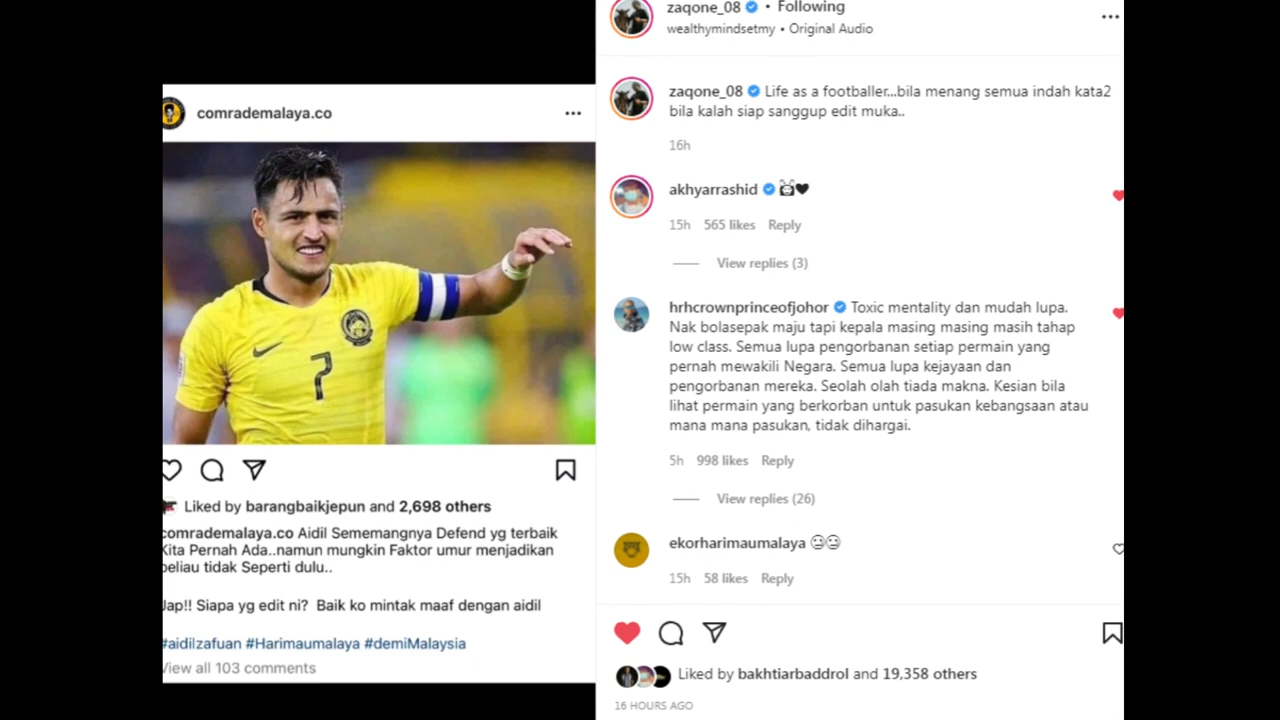 comrademalaya.co
7
Liked by barangbaikjepun and 2,698 others
comrademalaya.co Aidil Sememangnya Defend yg terbaik
Kita Pernah Ada..namun mungkin Faktor umur menjadikan
beliau tidak Seperti dulu..
Jap!! Siapa yg edit ni? Baik ko mintak maaf dengan aidil
#aidilzafuan #Harimaumalaya #demiMalaysia
View all 103 comments
zaqone_08 • Following
wealthymindsetmy • Original Audio
zaqone_08 Life as a footballer...bila menang semua indah kata2
bila kalah siap sanggup edit muka..
16h
akhyarrashid
15h 565 likes Reply
View replies (3)
hrhcrownprinceofjohor Toxic mentality dan mudah lupa.
Nak bolasepak maju tapi kepala masing masing masih tahap
low class. Semua lupa pengorbanan setiap permain yang
pernah mewakili Negara. Semua lupa kejayaan dan
pengorbanan mereka. Seolah olah tiada makna. Kesian bila
lihat permain yang berkorban untuk pasukan kebangsaan atau
mana mana pasukan, tidak dihargai.
5h 998 likes Reply
View replies (26)
ekorharimaumalaya
15h 58 likes Reply
Liked by bakhtiarbaddrol and 19,358 others
16 HOURS AGO